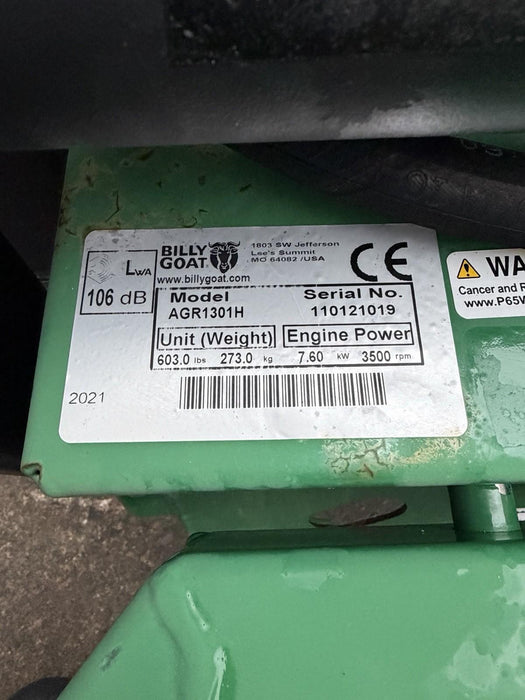 LWA
106 dB
BILLY
GOAT
www.billygoat.com
1803 SW Jefferson
Lee's Summit
MO 64082 /USA
CE
Model
Serial No.
AGR1301H
110121019
Unit (Weight)
Engine Power
603.0 lbs 273.0 kg 7.60 kW 3500 rpm
2021
WA
Cancer and R
www.P65W